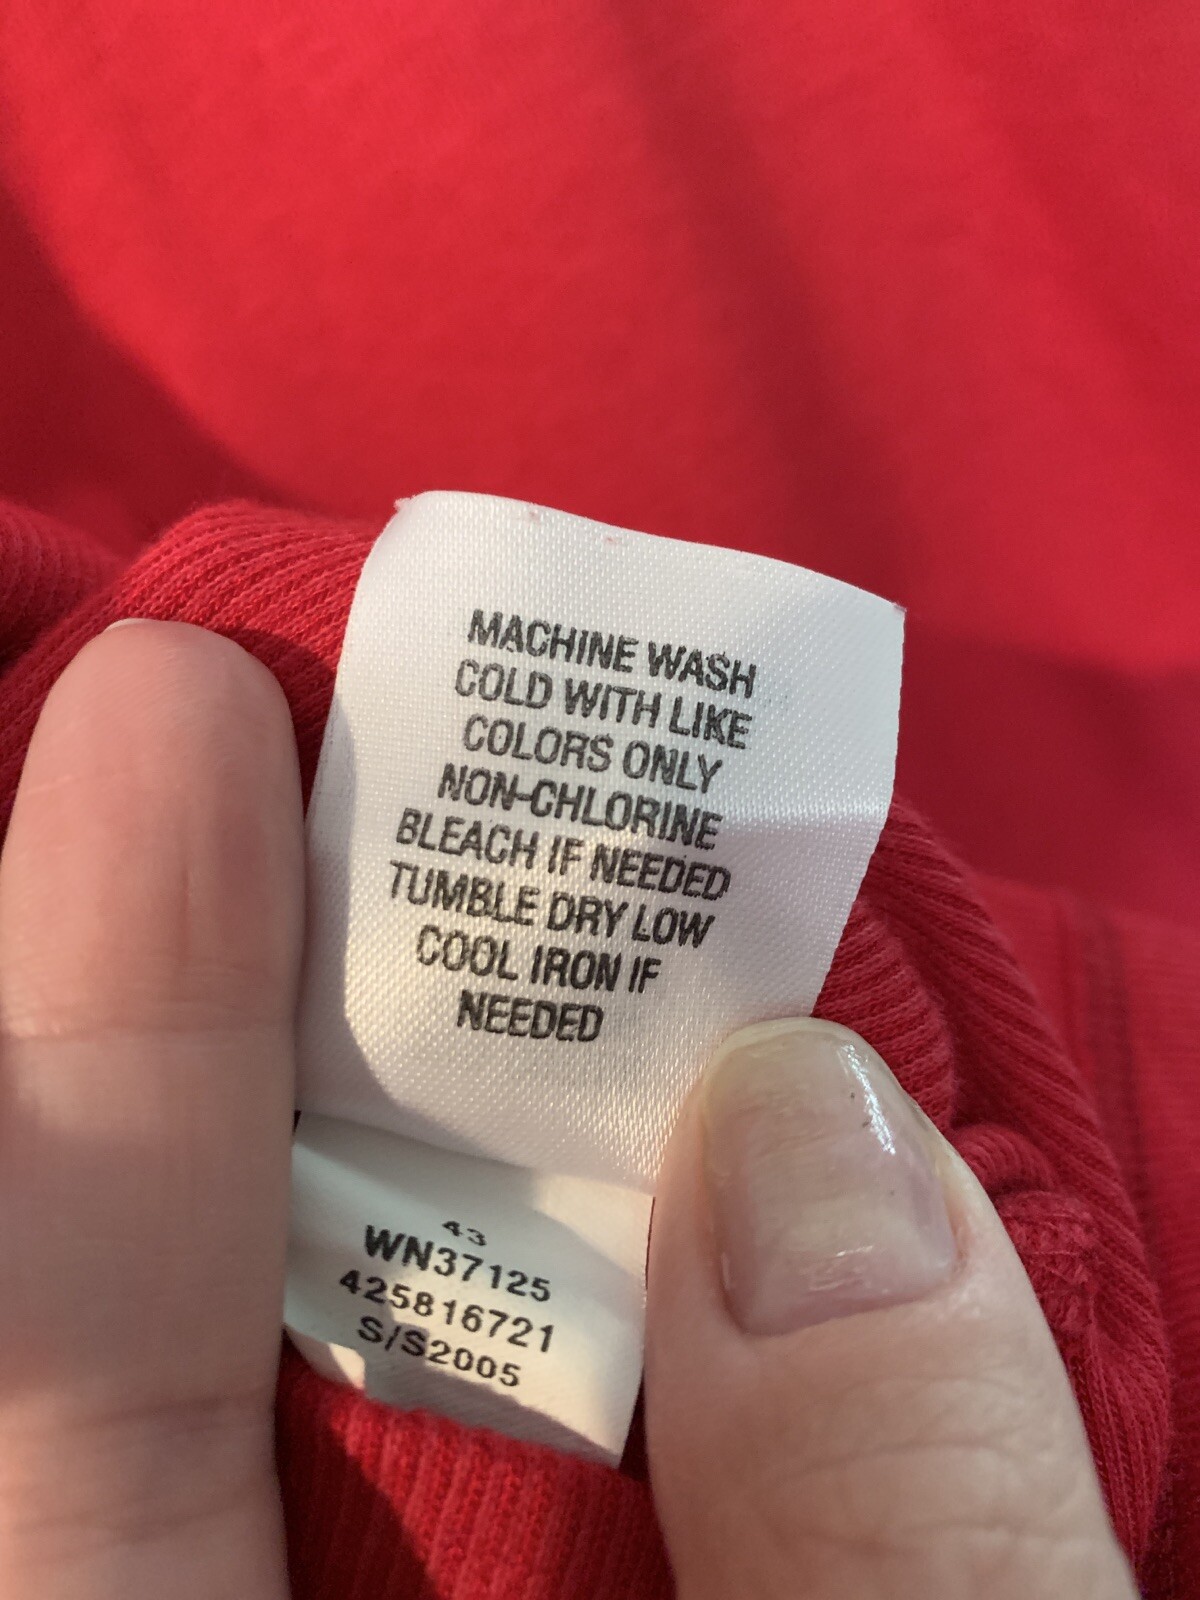 MACHINE WASH
COLD WITH LIKE
COLORS ONLY
NON-CHLORINE
BLEACH IF NEEDED
TUMBLE DRY LOW
COOL IRON IF
NEEDED
43
WN37125
425816721
S/S2005